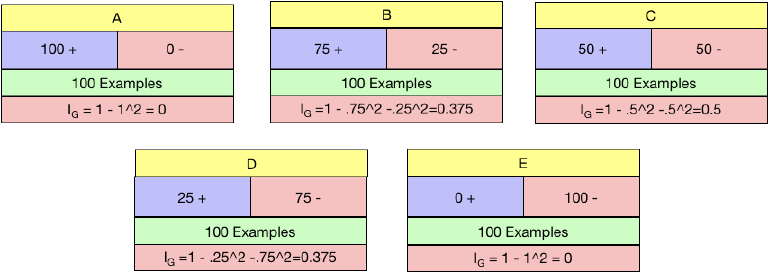 A
100 + 0 -
100 Examples
I_G = 1 - 1^2 = 0
B
75 + 25 -
100 Examples
I_G =1 - .75^2 -.25^2=0.375
C
50 + 50 -
100 Examples
I_G =1 - .5^2 -.5^2=0.5
D
25 + 75 -
100 Examples
I_G =1 - .25^2 -.75^2=0.375
E
0 + 100 -
100 Examples
I_G = 1 - 1^2 = 0